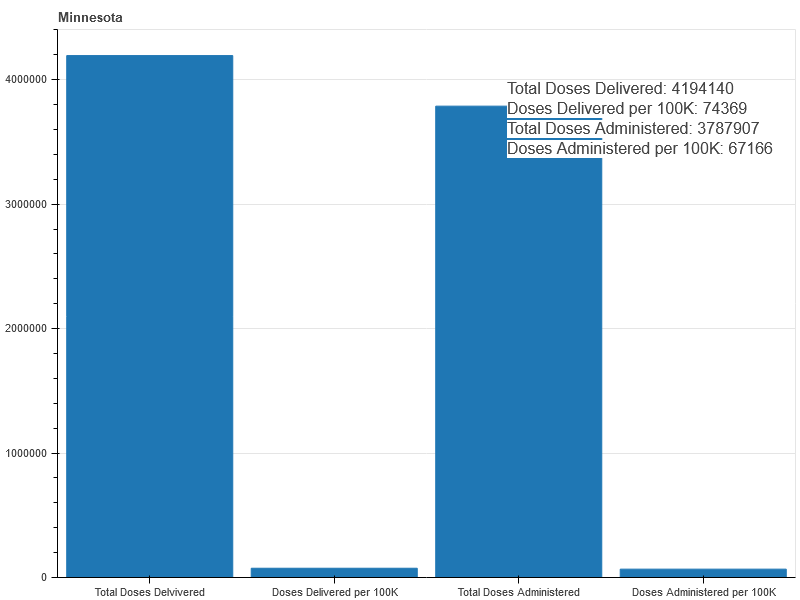 Minnesota
Total Doses Delivered: 4194140
Doses Delivered per 100K: 74369
Total Doses Administered: 3787907
Doses Administered per 100K: 67166
4000000
3000000
2000000
1000000
0
Total Doses Delvivered
Doses Delivered per 100K
Total Doses Administered
Doses Administered per 100K